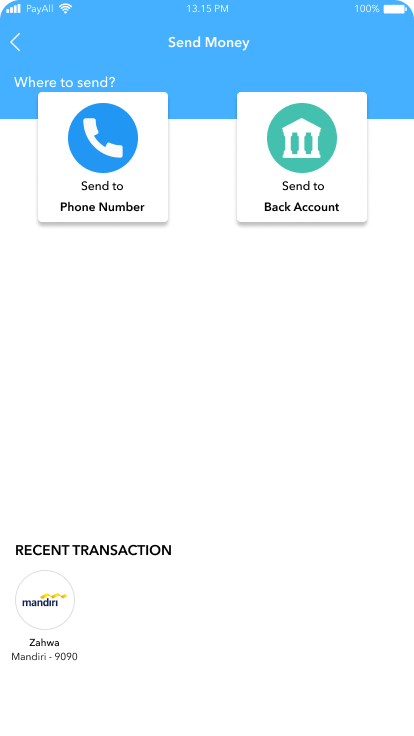 PayAll 13.15 PM 100%
Send Money
Where to send?
Send to
Phone Number
Send to
Back Account
RECENT TRANSACTION
mandiri
Zahwa
Mandiri - 9090